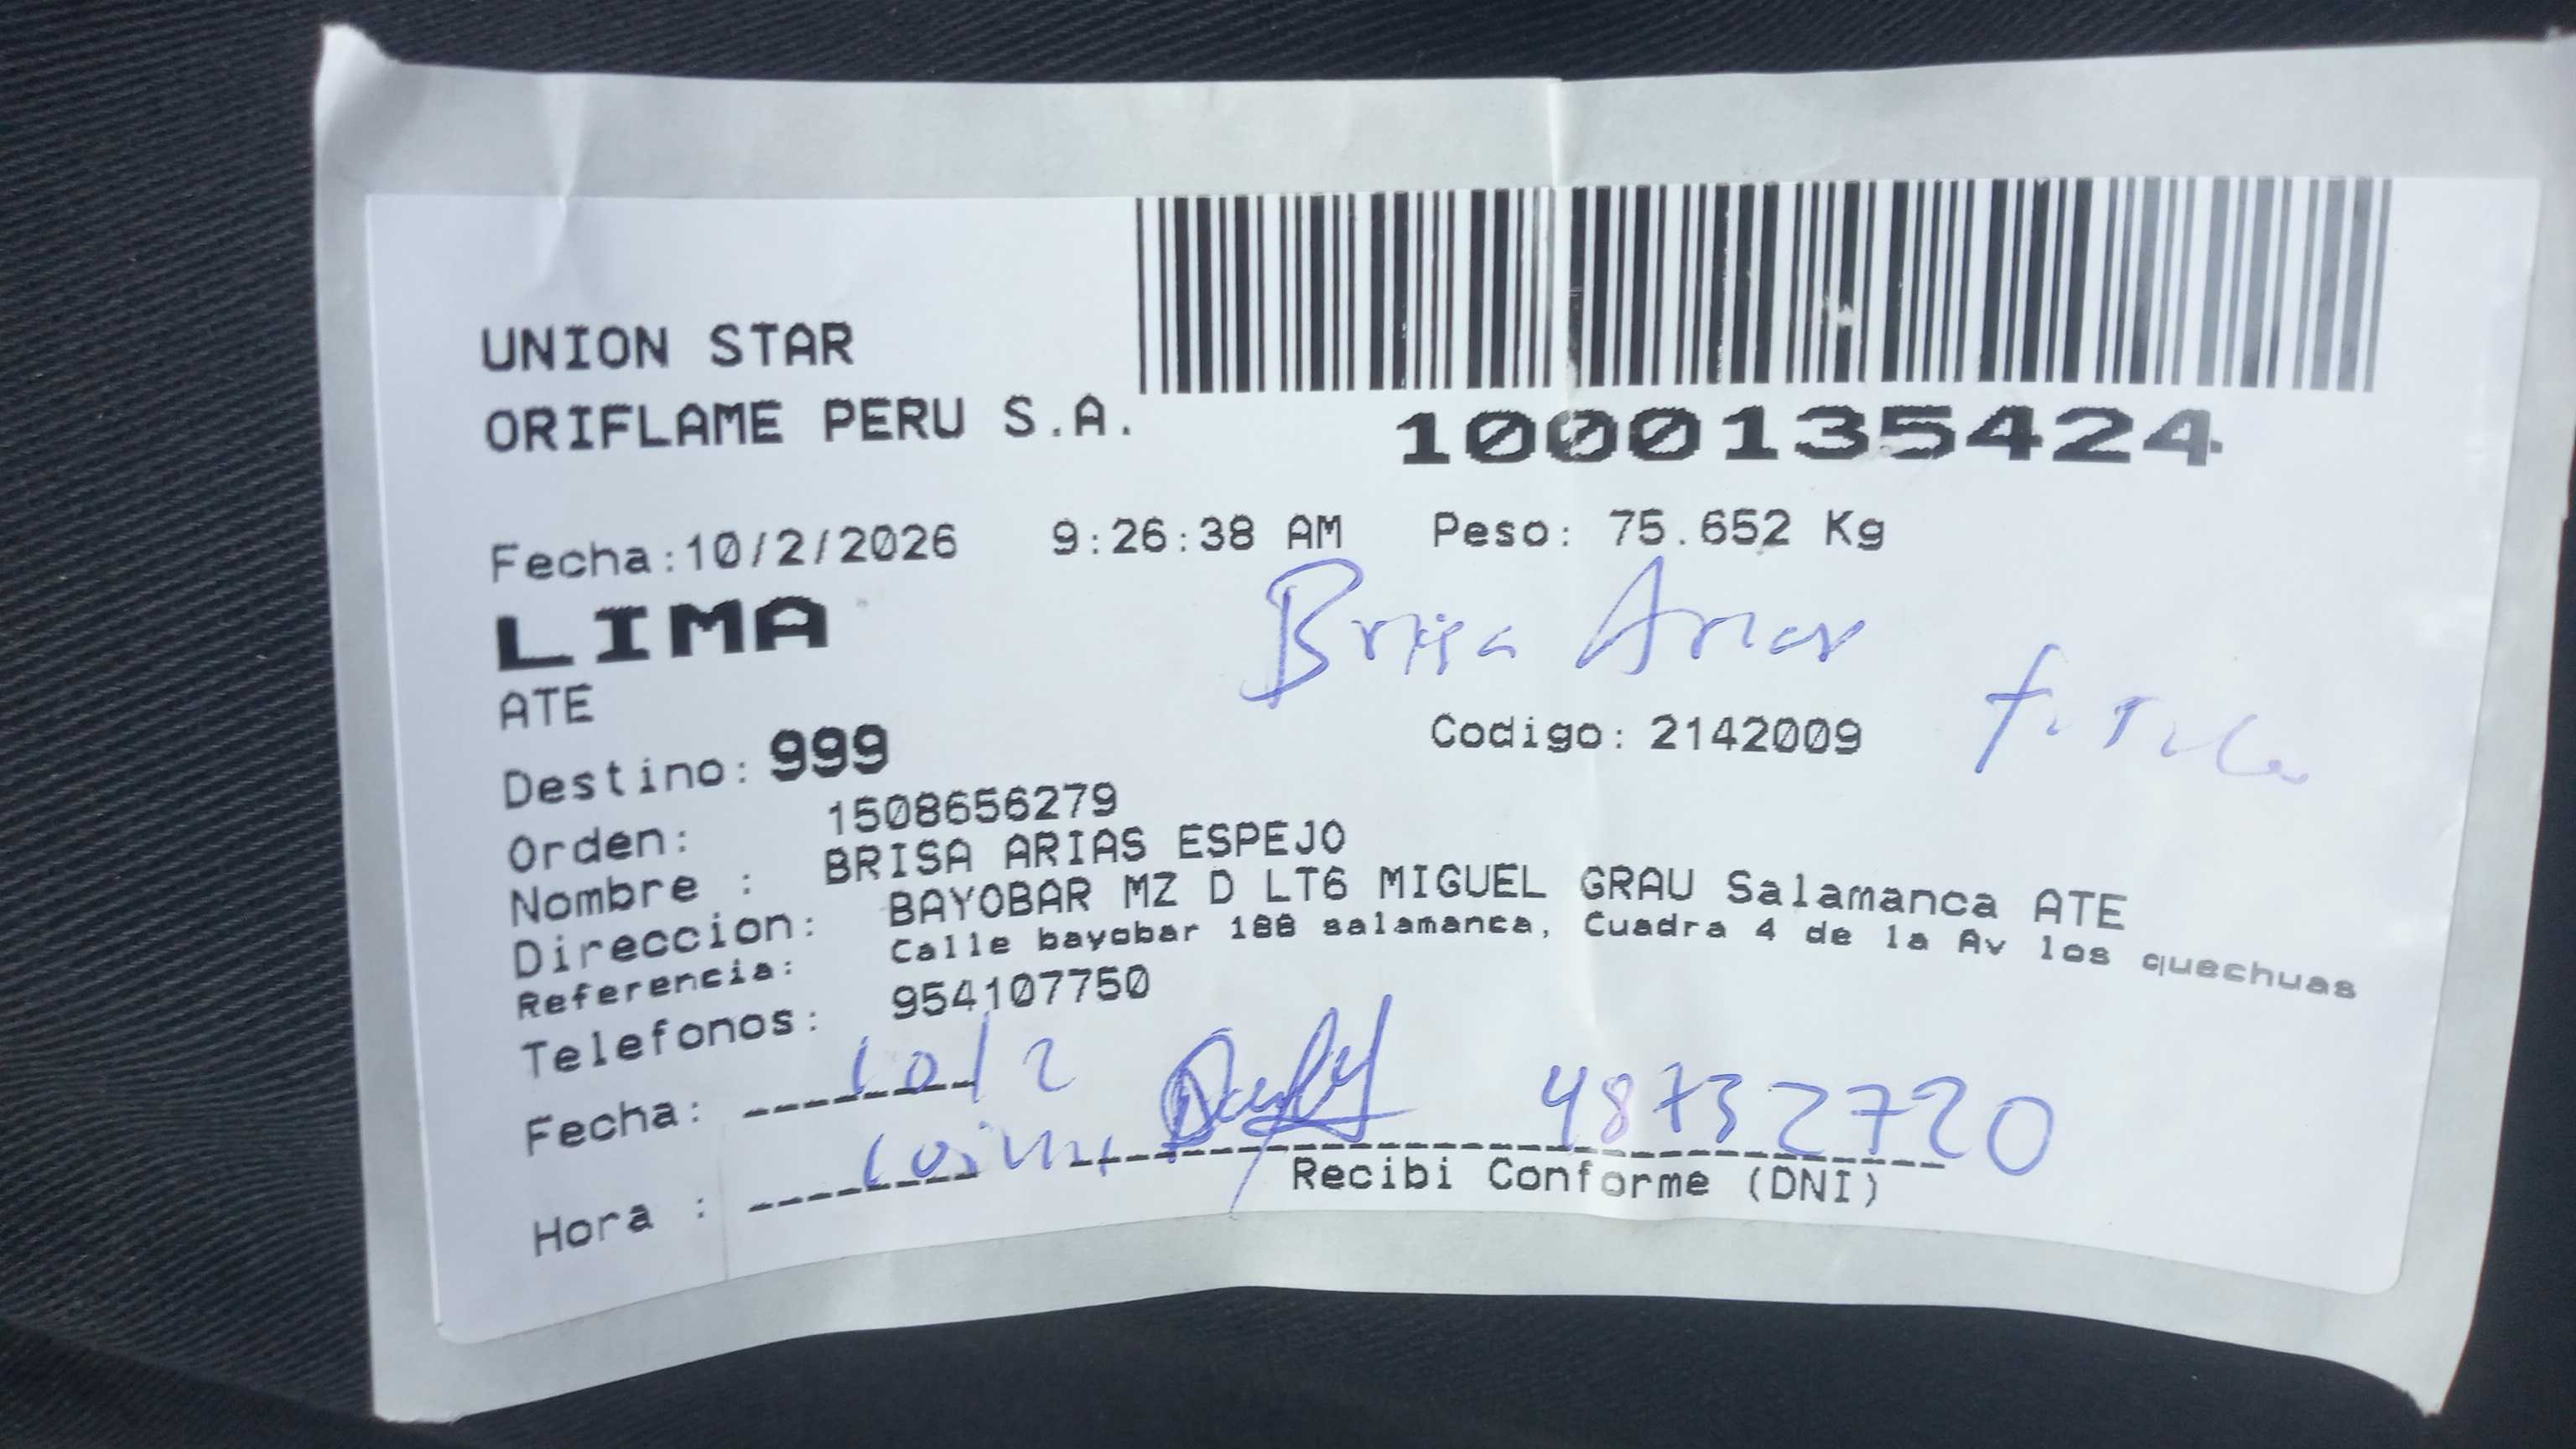 UNION STAR
ORIFLAME PERU S.A.
1000135424
Fecha:10/2/2026 9:26:38 AM Peso: 75.652 Kg
LIMA
Brisa Arias
ATE
Destino: 999 Codigo: 2142009
Orden: 1508656279
Nombre : BRISA ARIAS ESPEJO
Direccion: BAYOBAR MZ D LT6 MIGUEL GRAU Salamanca ATE
Referencia: Calle bayobar 188 salamanca, Cuadra 4 de la Av los quechuas
Telefonos: 954107750
Fecha: 10/2
48732720
Hora :
Recibi Conforme (DNI)